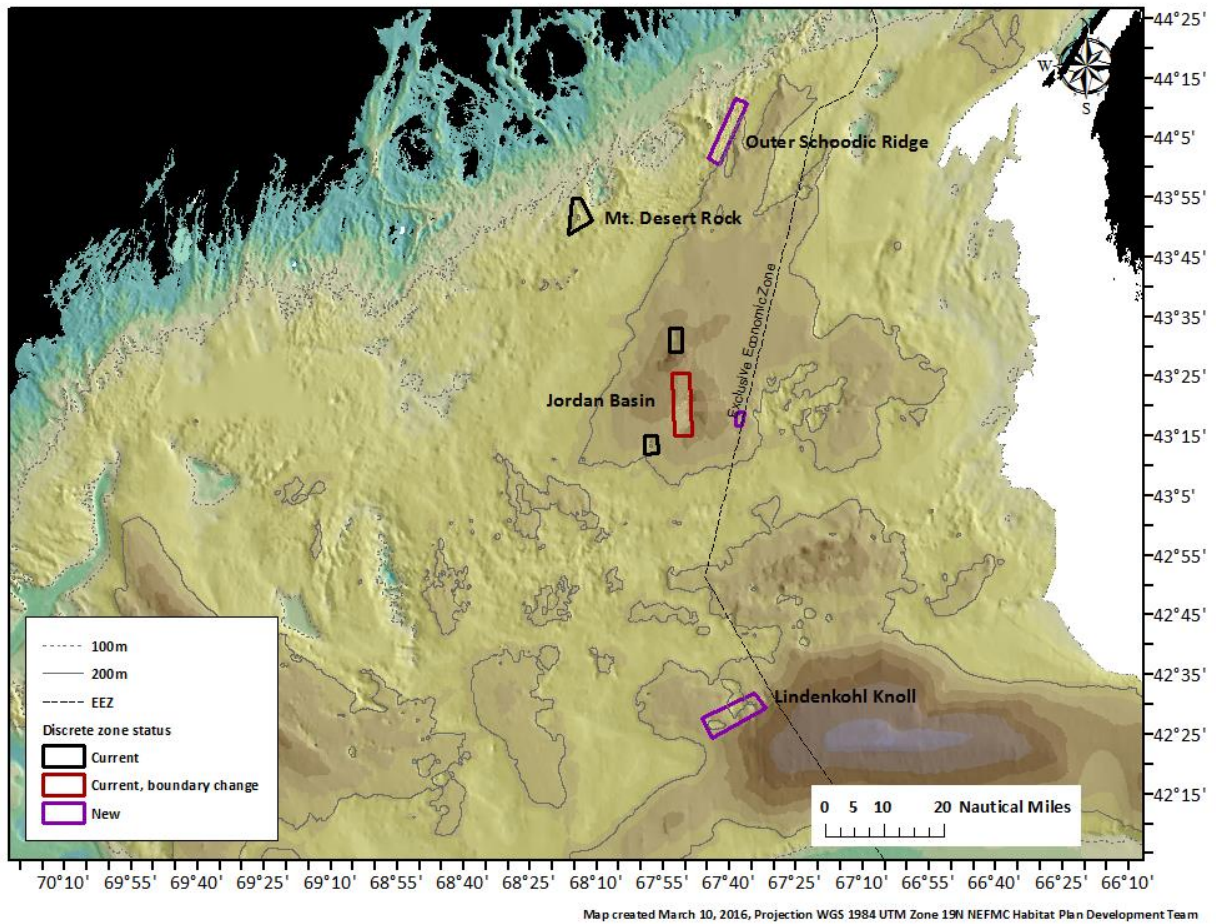 44°25'
N
W
44°15'
S
Outer Schoodic Ridge
44°5'
43°55'
Mt. Desert Rock
43°45'
Exclusive Economic Zone
43°35'
43°25'
Jordan Basin
43°15'
43°5'
42°55'
42°45'
42°35'
Lindenkohl Knoll
42°25'
42°15'
100m
200m
EEZ
Discrete zone status
Current
Current, boundary change
New
0 5 10 20 Nautical Miles
70°10' 69°55' 69°40' 69°25' 69°10' 68°55' 68°40' 68°25' 68°10' 67°55' 67°40' 67°25' 67°10' 66°55' 66°40' 66°25' 66°10'
Map created March 10, 2016, Projection WGS 1984 UTM Zone 19N NEFMC Habitat Plan Development Team